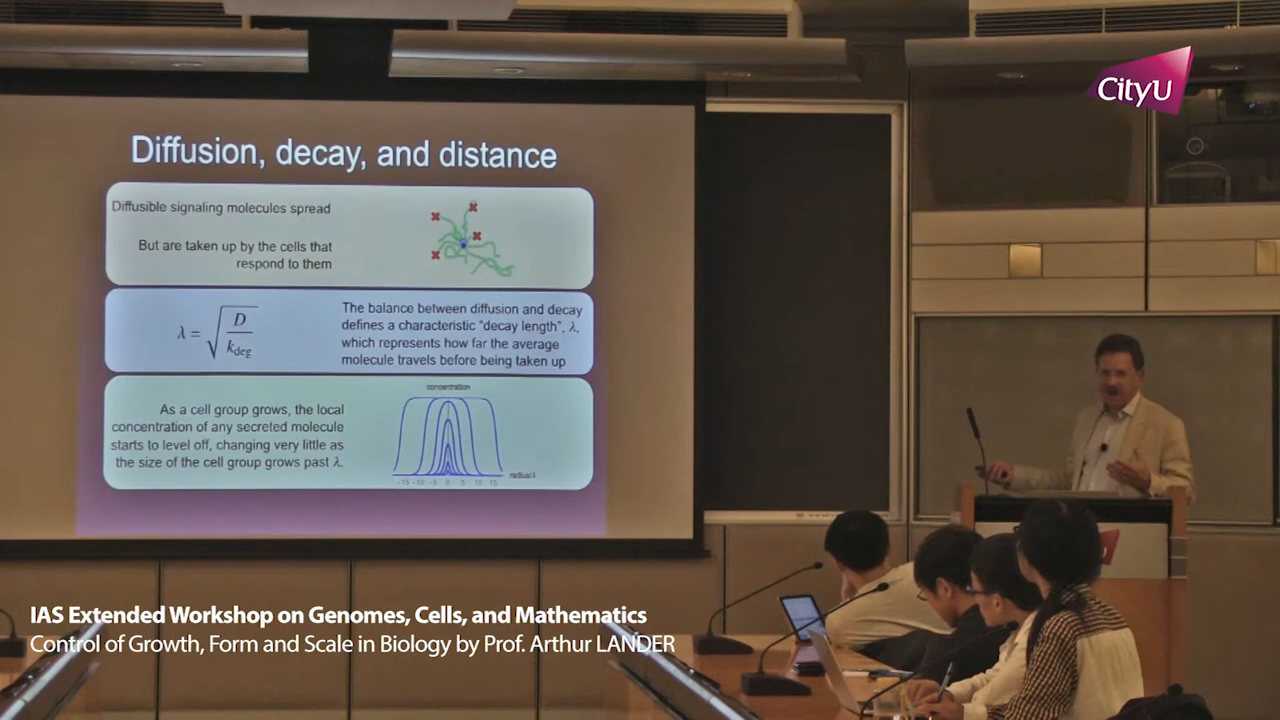 CityU
Diffusion, decay, and distance
Diffusible signaling molecules spread
But are taken up by the cells that
respond to them
λ = √(D / k_deg)
The balance between diffusion and decay
defines a characteristic "decay length", λ,
which represents how far the average
molecule travels before being taken up
As a cell group grows, the local
concentration of any secreted molecule
starts to level off, changing very little as
the size of the cell group grows past λ.
concentration
radius/λ
-15 -10 -5 0 5 10 15
IAS Extended Workshop on Genomes, Cells, and Mathematics
Control of Growth, Form and Scale in Biology by Prof. Arthur LANDER